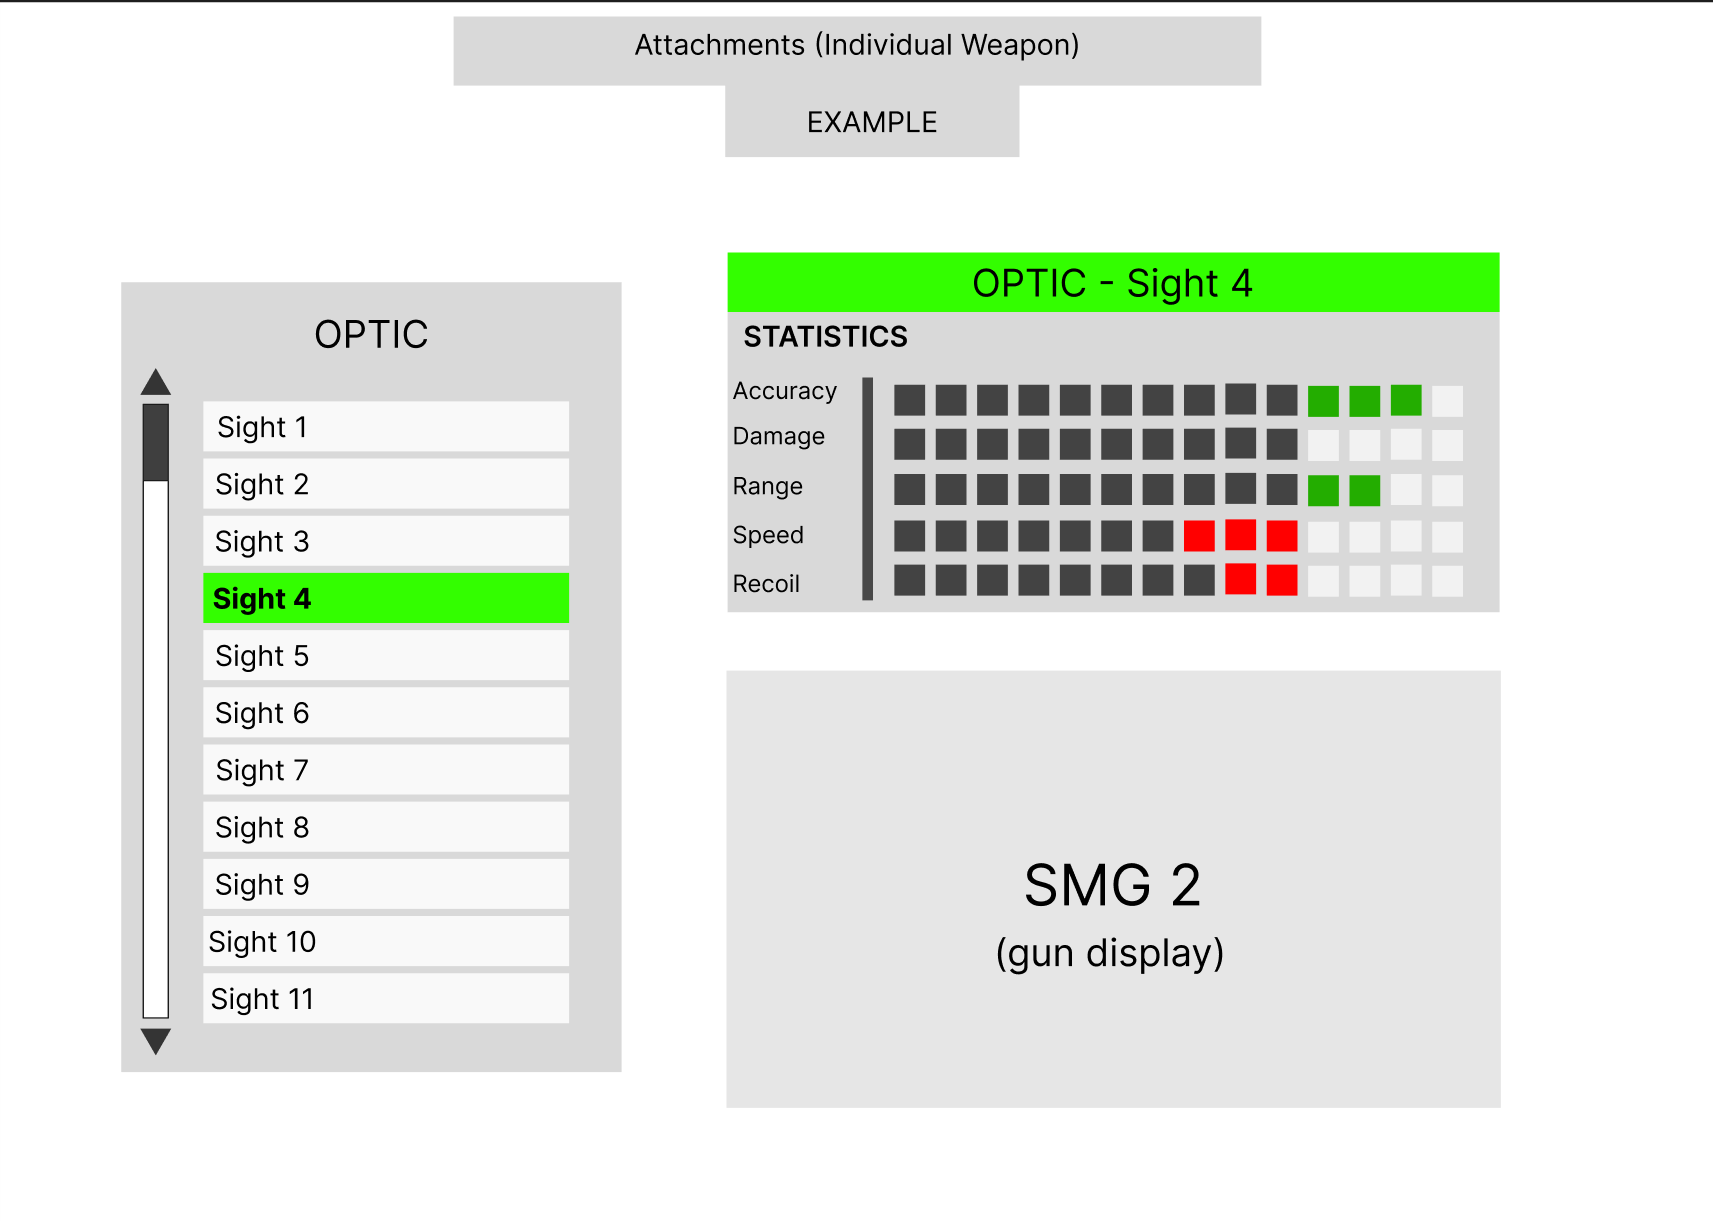 Attachments (Individual Weapon)
EXAMPLE
OPTIC
Sight 1
Sight 2
Sight 3
Sight 4
Sight 5
Sight 6
Sight 7
Sight 8
Sight 9
Sight 10
Sight 11
OPTIC - Sight 4
STATISTICS
Accuracy
Damage
Range
Speed
Recoil
SMG 2
(gun display)